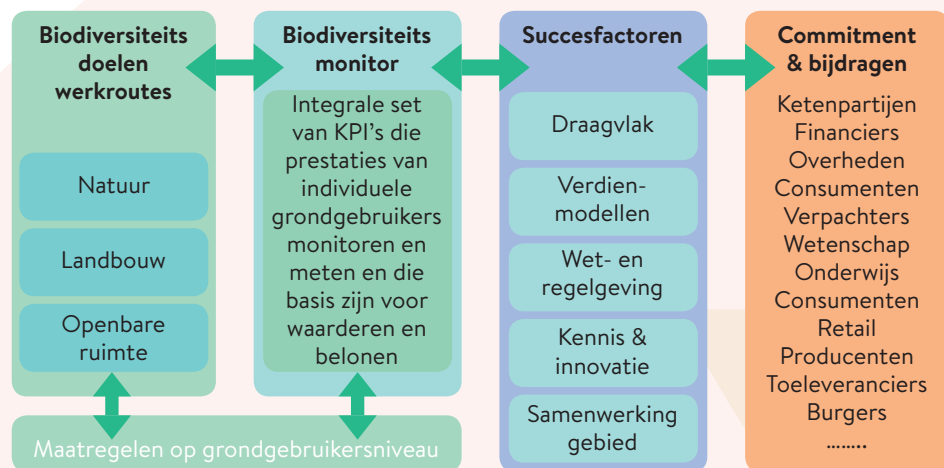 Biodiversiteits
doelen
werkroutes
Natuur
Landbouw
Openbare
ruimte
Biodiversiteits
monitor
Integrale set
van KPI's die
prestaties van
individuele
grondgebruikers
monitoren en
meten en die
basis zijn voor
waarderen en
belonen
Maatregelen op grondgebruikersniveau
Succesfactoren
Draagvlak
Verdien-
modellen
Wet- en
regelgeving
Kennis &
innovatie
Samenwerking
gebied
Commitment
& bijdragen
Ketenpartijen
Financiers
Overheden
Consumenten
Verpachters
Wetenschap
Onderwijs
Consumenten
Retail
Producenten
Toeleveranciers
Burgers
........